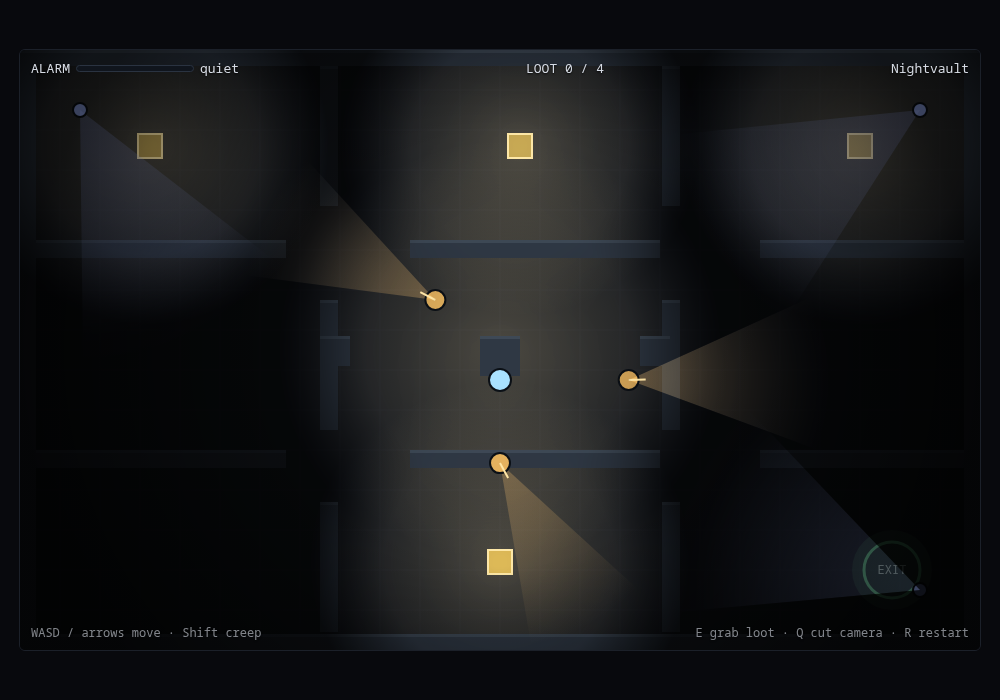 ALARM quiet LOOT 0 / 4 Nightvault
EXIT
WASD / arrows move · Shift creep E grab loot · Q cut camera · R restart